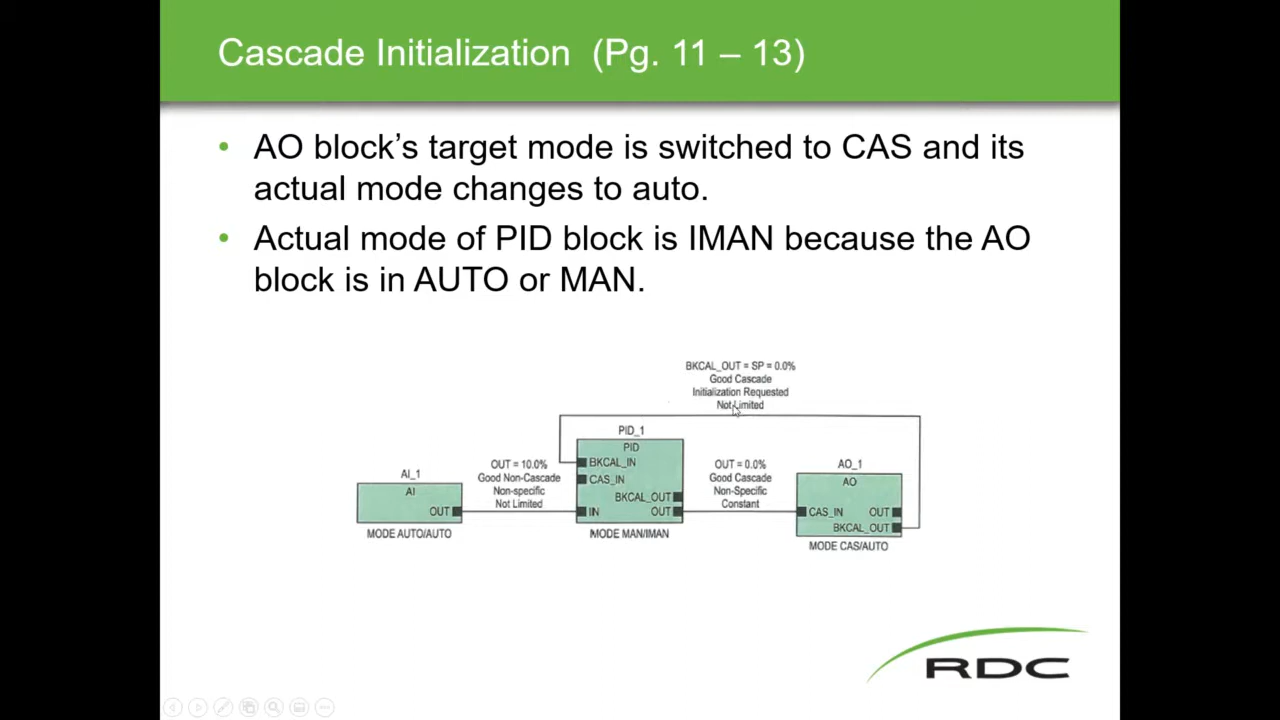 Cascade Initialization (Pg. 11 – 13)
• AO block’s target mode is switched to CAS and its
actual mode changes to auto.
• Actual mode of PID block is IMAN because the AO
block is in AUTO or MAN.
BKCAL_OUT = SP = 0.0%
Good Cascade
Initialization Requested
Not Limited
AI_1
AI
OUT
MODE AUTO/AUTO
OUT = 10.0%
Good Non-Cascade
Non-specific
Not Limited
PID_1
PID
BKCAL_IN
CAS_IN
BKCAL_OUT
IN OUT
MODE MAN/IMAN
OUT = 0.0%
Good Cascade
Non-Specific
Constant
AO_1
AO
CAS_IN OUT
BKCAL_OUT
MODE CAS/AUTO
RDC